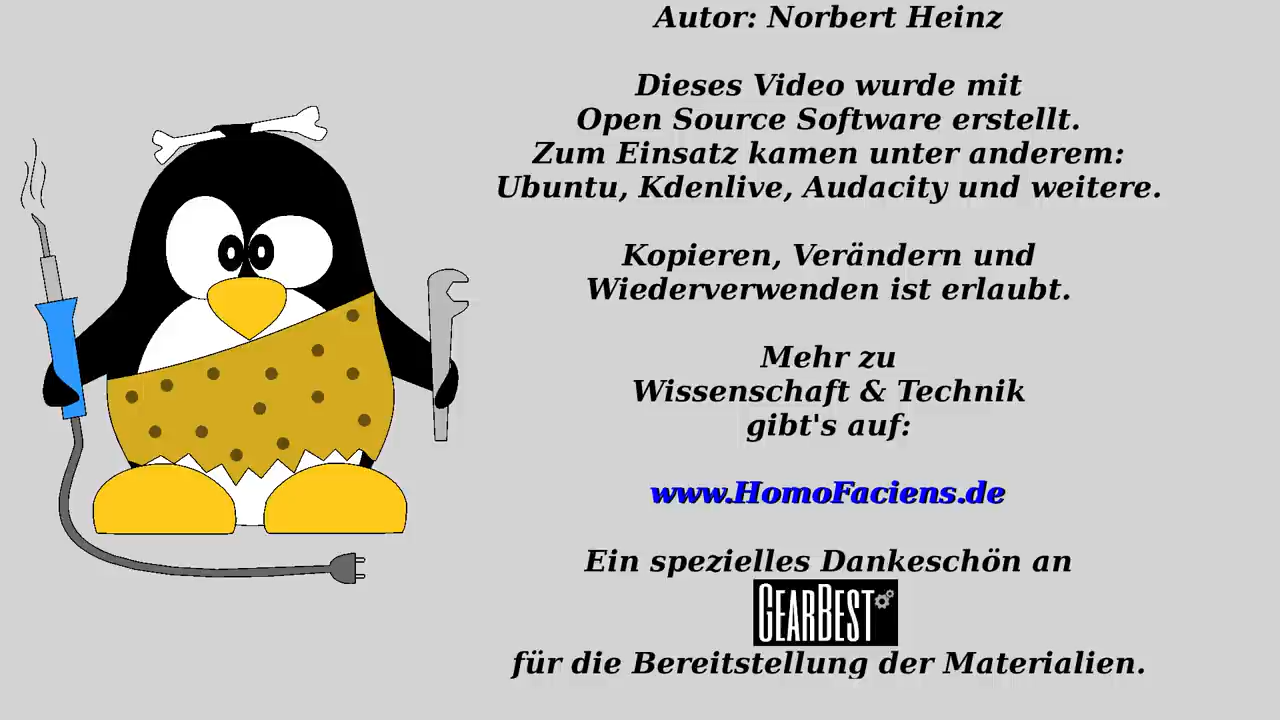 Autor: Norbert Heinz
Dieses Video wurde mit
Open Source Software erstellt.
Zum Einsatz kamen unter anderem:
Ubuntu, Kdenlive, Audacity und weitere.
Kopieren, Verändern und
Wiederverwenden ist erlaubt.
Mehr zu
Wissenschaft & Technik
gibt's auf:
www.HomoFaciens.de
Ein spezielles Dankeschön an
GEARBEST
für die Bereitstellung der Materialien.